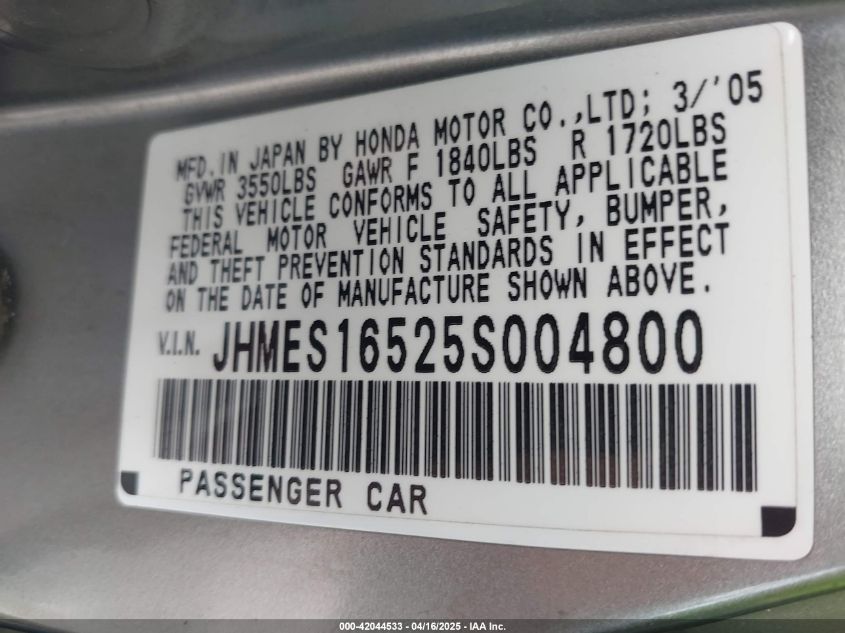 MFD. IN JAPAN BY HONDA MOTOR CO.,LTD; 3/'05
GVWR 3550LBS GAWR F 1840LBS R 1720LBS
THIS VEHICLE CONFORMS TO ALL APPLICABLE
FEDERAL MOTOR VEHICLE SAFETY, BUMPER,
AND THEFT PREVENTION STANDARDS IN EFFECT
ON THE DATE OF MANUFACTURE SHOWN ABOVE.
V.I.N. JHMES16525S004800
PASSENGER CAR
000-42044533 - 04/16/2025 - IAA Inc.